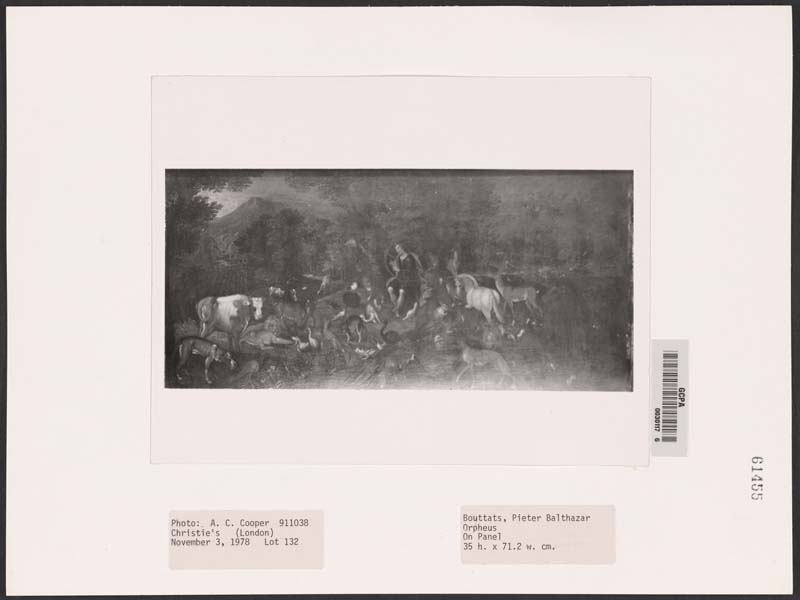 GCPA
0030117 6
61455
Photo: A. C. Cooper 911038
Christie's (London)
November 3, 1978 Lot 132
Bouttats, Pieter Balthazar
Orpheus
On Panel
35 h. x 71.2 w. cm.